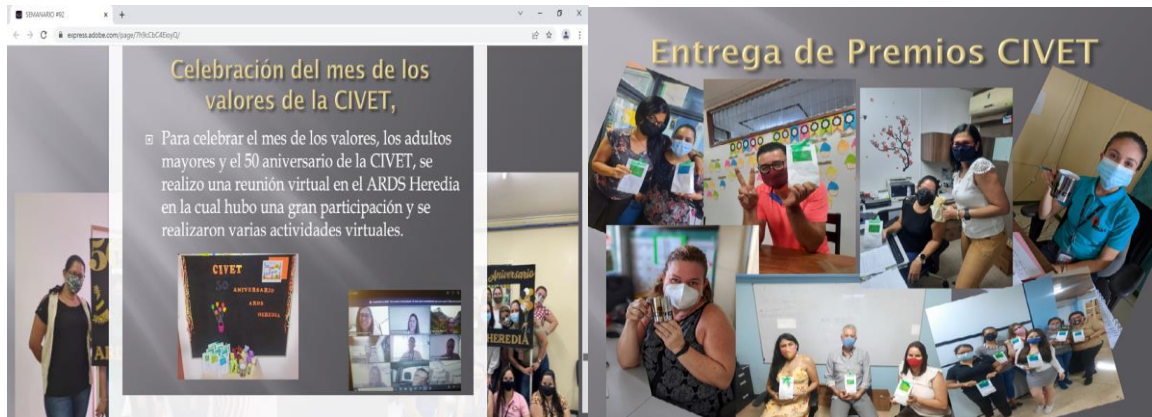 SEMANARIO #92
express.adobe.com/page/7h9cCbC4EioyQ/
Celebración del mes de los
valores de la CIVET,
Para celebrar el mes de los valores, los adultos
mayores y el 50 aniversario de la CIVET, se
realizo una reunión virtual en el ARDS Heredia
en la cual hubo una gran participación y se
realizaron varias actividades virtuales.
CIVET
50
ANIVERSARIO
ARDS
HEREDIA
50
Aniversario
HEREDIA
Entrega de Premios CIVET